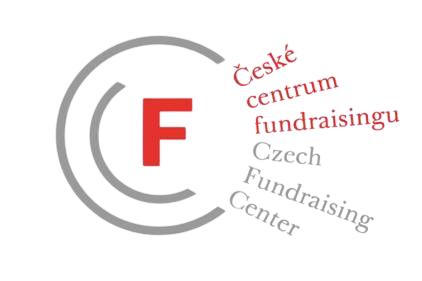 F
České
centrum
fundraisingu
Czech
Fundraising
Center